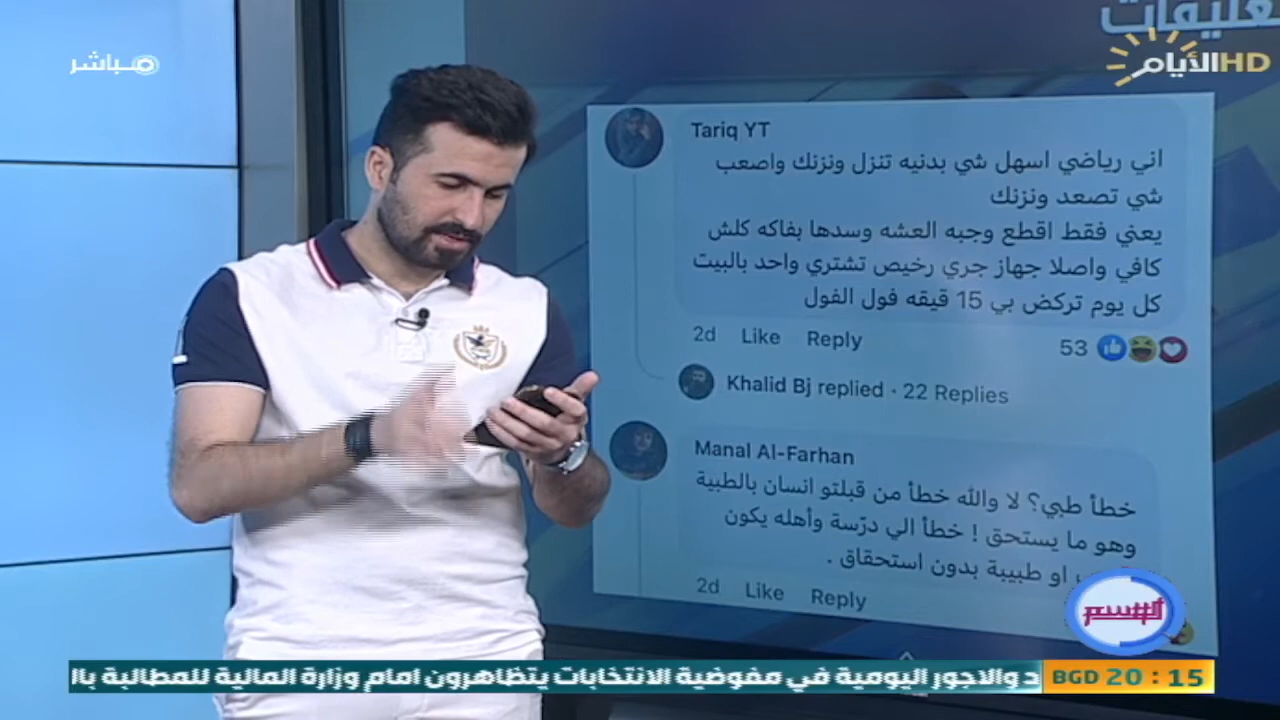 مباشر
تعليقات
الأيام HD
Tariq YT
اني رياضي اسهل شي بدنيه تنزل ونزنك واصعب
شي تصعد ونزنك
يعني فقط اقطع وجبه العشه وسدها بفاكه كلش
كافي واصلا جهاز جري رخيص تشتري واحد بالبيت
كل يوم تركض بي 15 قيقه فول الفول
2d Like Reply 53
Khalid Bj replied · 22 Replies
Manal Al-Farhan
خطأ طبي؟ لا والله خطأ من قبلتو انسان بالطبية
وهو ما يستحق ! خطأ الي درّسة وأهله يكون
او طبيبة بدون استحقاق .
2d Like Reply
د والاجور اليومية في مفوضية الانتخابات يتظاهرون امام وزارة المالية للمطالبة باا
BGD 20 : 15